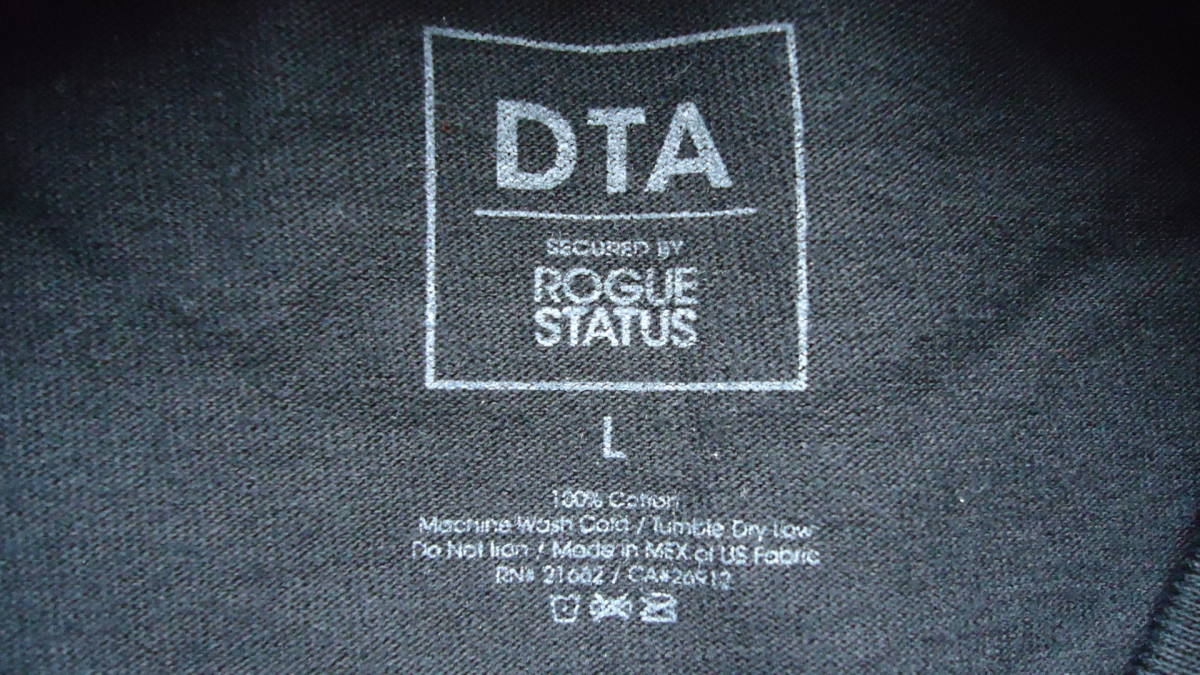 DTA
SECURED BY
ROGUE
STATUS
L
100% Cotton
Machine Wash Cold / Tumble Dry Low
Do Not Iron / Made in MEX of US Fabric
RN# 21662 / CA#26912